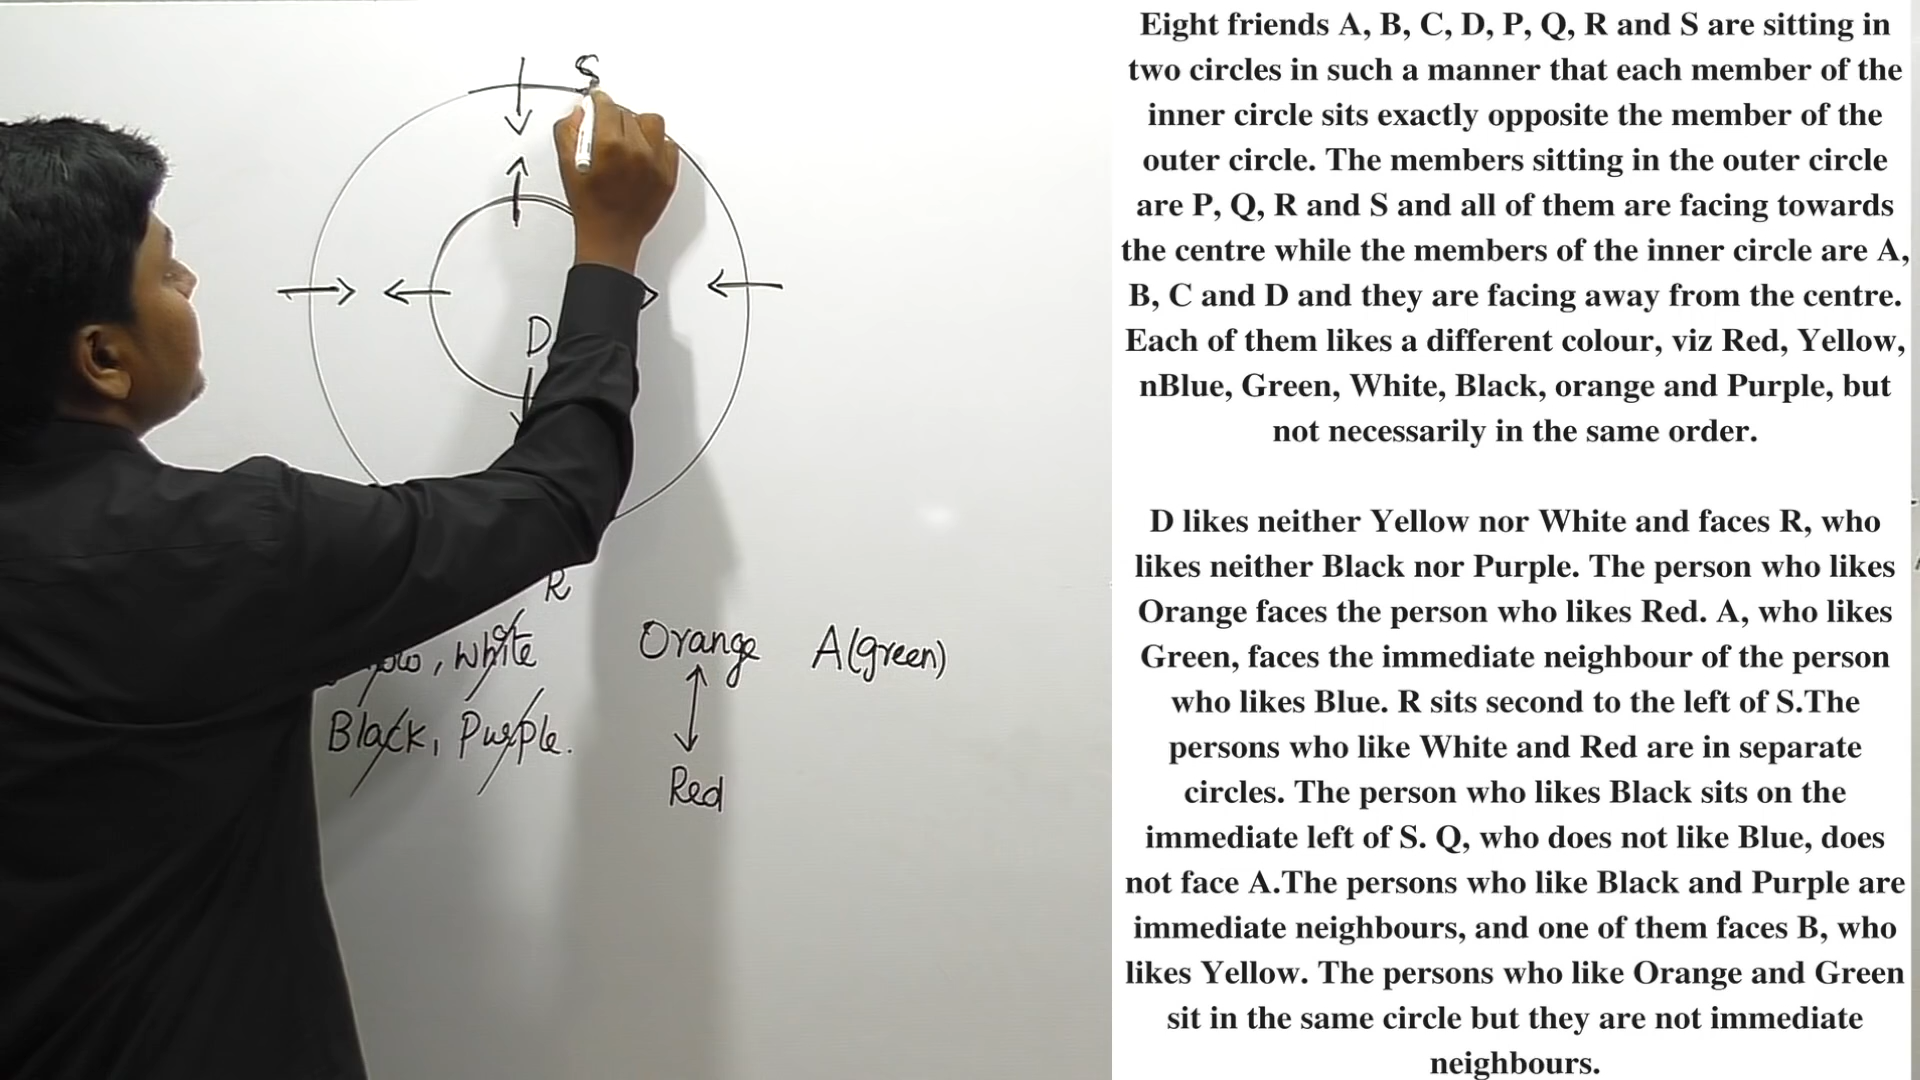 Eight friends A, B, C, D, P, Q, R and S are sitting in
two circles in such a manner that each member of the
inner circle sits exactly opposite the member of the
outer circle. The members sitting in the outer circle
are P, Q, R and S and all of them are facing towards
the centre while the members of the inner circle are A,
B, C and D and they are facing away from the centre.
Each of them likes a different colour, viz Red, Yellow,
nBlue, Green, White, Black, orange and Purple, but
not necessarily in the same order.
D likes neither Yellow nor White and faces R, who
likes neither Black nor Purple. The person who likes
Orange faces the person who likes Red. A, who likes
Green, faces the immediate neighbour of the person
who likes Blue. R sits second to the left of S.The
persons who like White and Red are in separate
circles. The person who likes Black sits on the
immediate left of S. Q, who does not like Blue, does
not face A.The persons who like Black and Purple are
immediate neighbours, and one of them faces B, who
likes Yellow. The persons who like Orange and Green
sit in the same circle but they are not immediate
neighbours.
S
D
R
, White
Black, Purple.
Orange
Red
A(green)